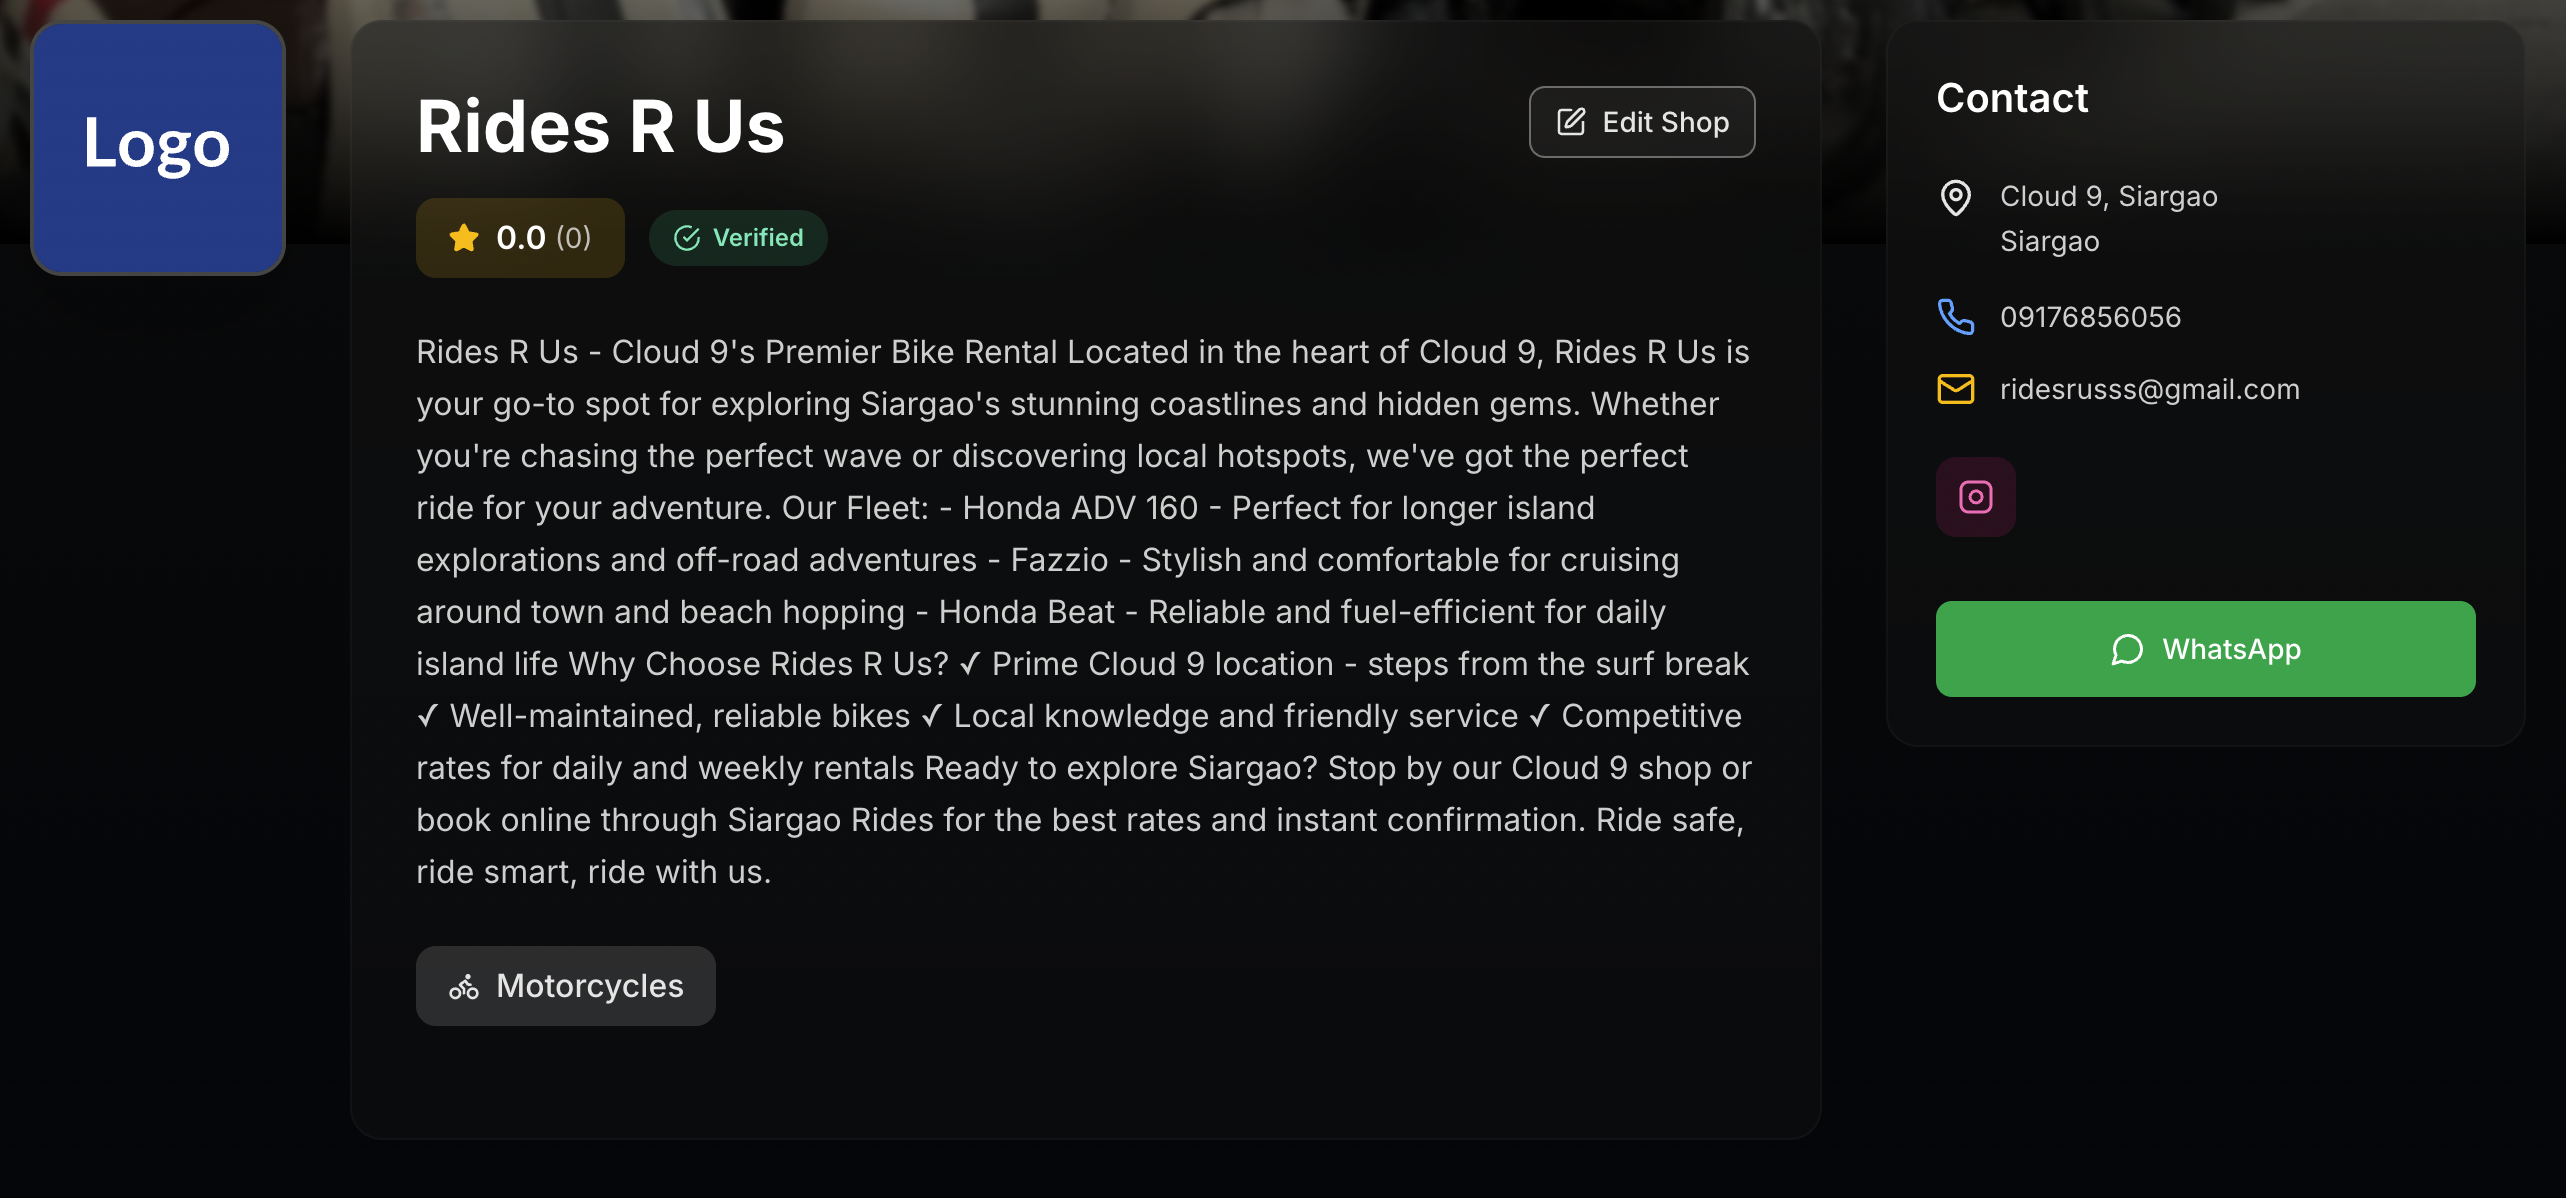 Logo
Rides R Us
Edit Shop
0.0 (0)
Verified
Rides R Us - Cloud 9's Premier Bike Rental Located in the heart of Cloud 9, Rides R Us is
your go-to spot for exploring Siargao's stunning coastlines and hidden gems. Whether
you're chasing the perfect wave or discovering local hotspots, we've got the perfect
ride for your adventure. Our Fleet: - Honda ADV 160 - Perfect for longer island
explorations and off-road adventures - Fazzio - Stylish and comfortable for cruising
around town and beach hopping - Honda Beat - Reliable and fuel-efficient for daily
island life Why Choose Rides R Us? ✓ Prime Cloud 9 location - steps from the surf break
✓ Well-maintained, reliable bikes ✓ Local knowledge and friendly service ✓ Competitive
rates for daily and weekly rentals Ready to explore Siargao? Stop by our Cloud 9 shop or
book online through Siargao Rides for the best rates and instant confirmation. Ride safe,
ride smart, ride with us.
Motorcycles
Contact
Cloud 9, Siargao
Siargao
09176856056
ridesrusss@gmail.com
WhatsApp